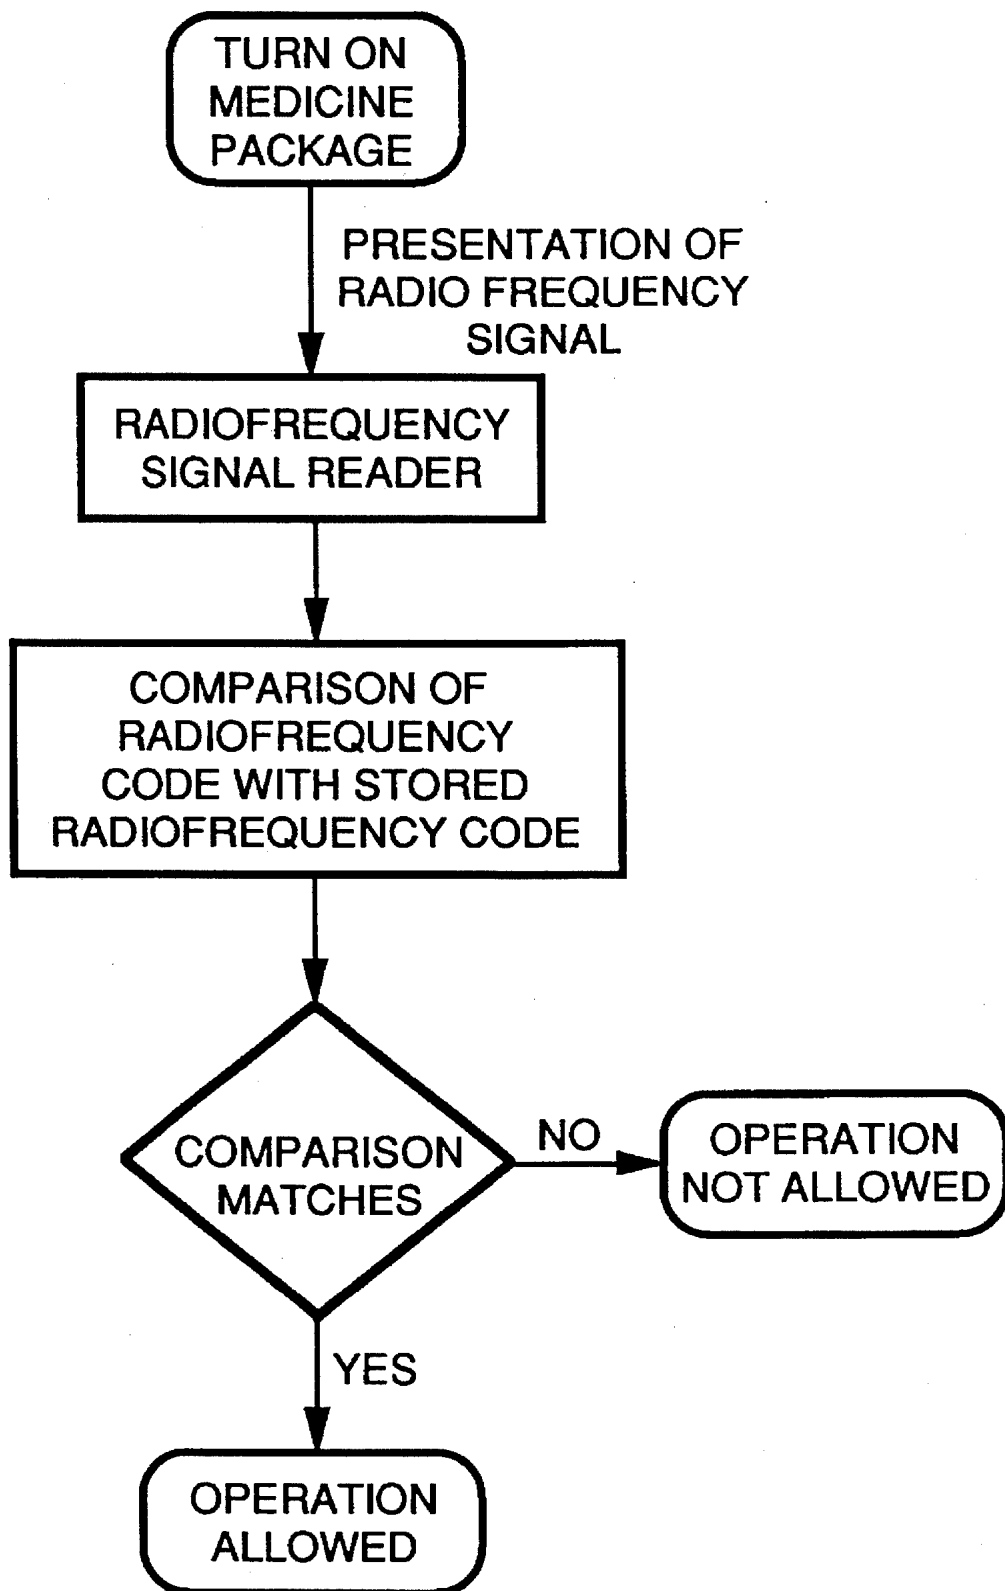 TURN ON
MEDICINE
PACKAGE
PRESENTATION OF
RADIO FREQUENCY
SIGNAL
RADIOFREQUENCY
SIGNAL READER
COMPARISON OF
RADIOFREQUENCY
CODE WITH STORED
RADIOFREQUENCY CODE
COMPARISON
MATCHES
NO
OPERATION
NOT ALLOWED
YES
OPERATION
ALLOWED